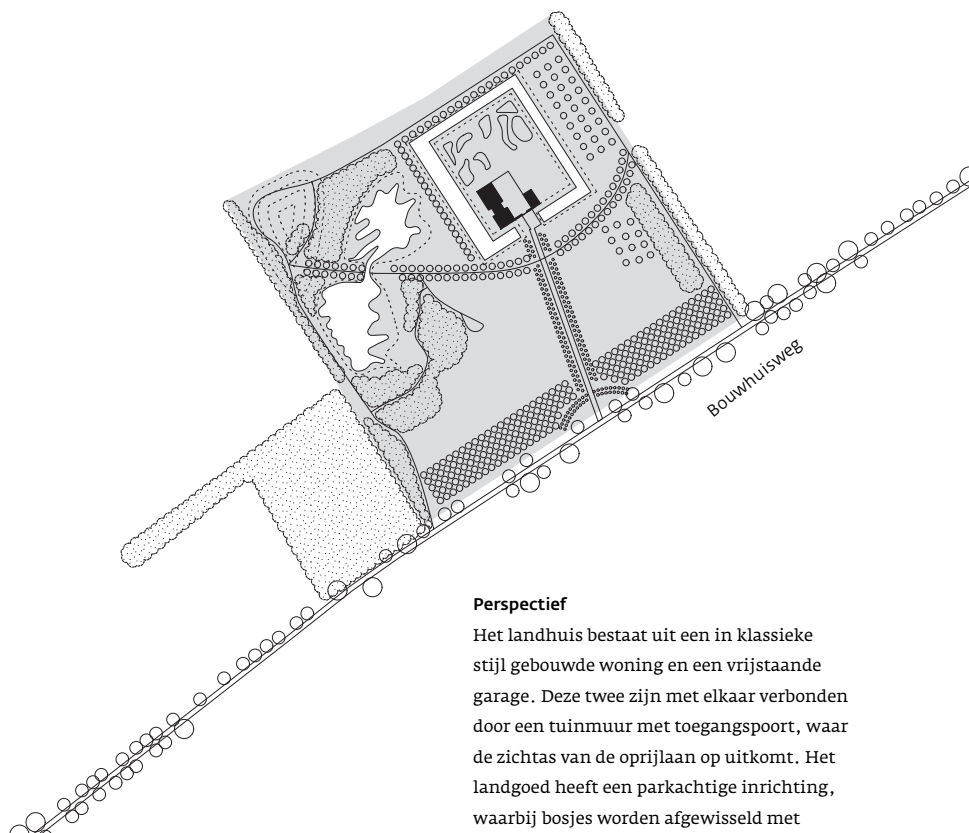 Bouwhuisweg
Perspectief
Het landhuis bestaat uit een in klassieke
stijl gebouwde woning en een vrijstaande
garage. Deze twee zijn met elkaar verbonden
door een tuinmuur met toegangspoort, waar
de zichtas van de oprijlaan op uitkomt. Het
landgoed heeft een parkachtige inrichting,
waarbij bosjes worden afgewisseld met